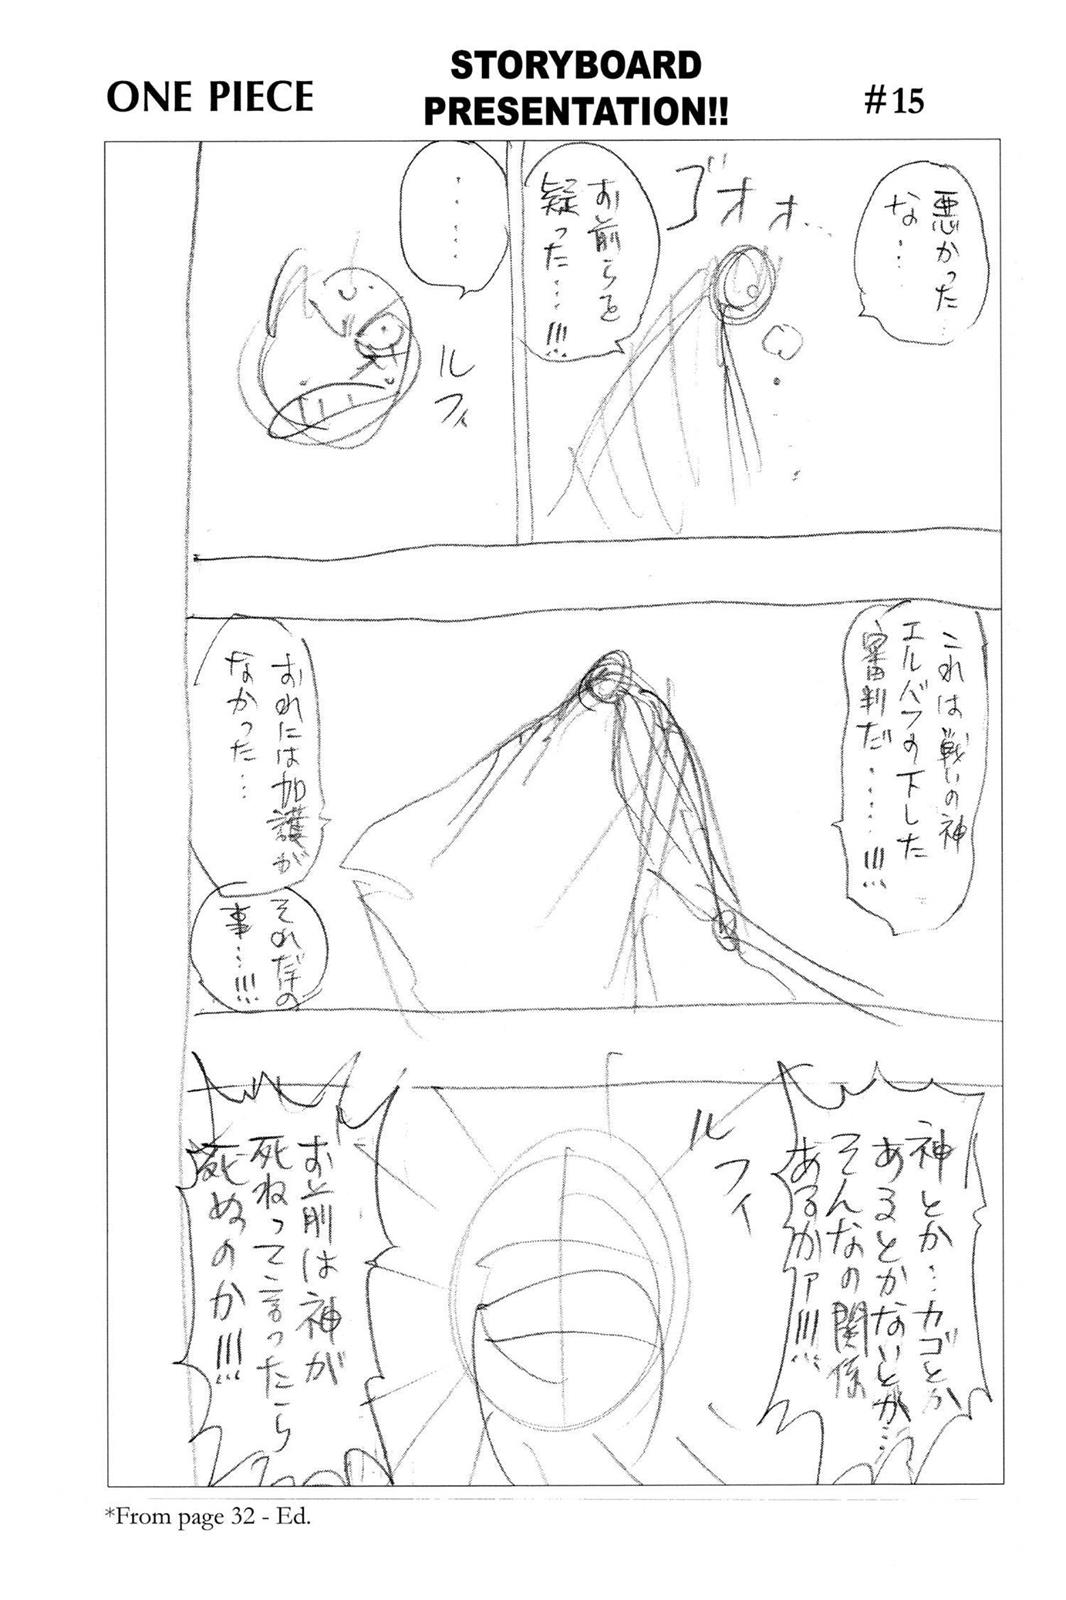 ONE PIECE
STORYBOARD
PRESENTATION!!
#15
悪かった…
な…
ゴオオ…
お前らを
疑った…!!!
……
ルフィ
これは戦いの神
エルバフの下した
審判だ……!!!
おれには加護が
なかった…
それだけの
事…!!!
神とか…カゴとか
あるとかないとか…
そんなの関係
あるかァ!!!
ルフィ
お前は神が
死ねって言ったら
死ぬのか!!!
*From page 32 - Ed.